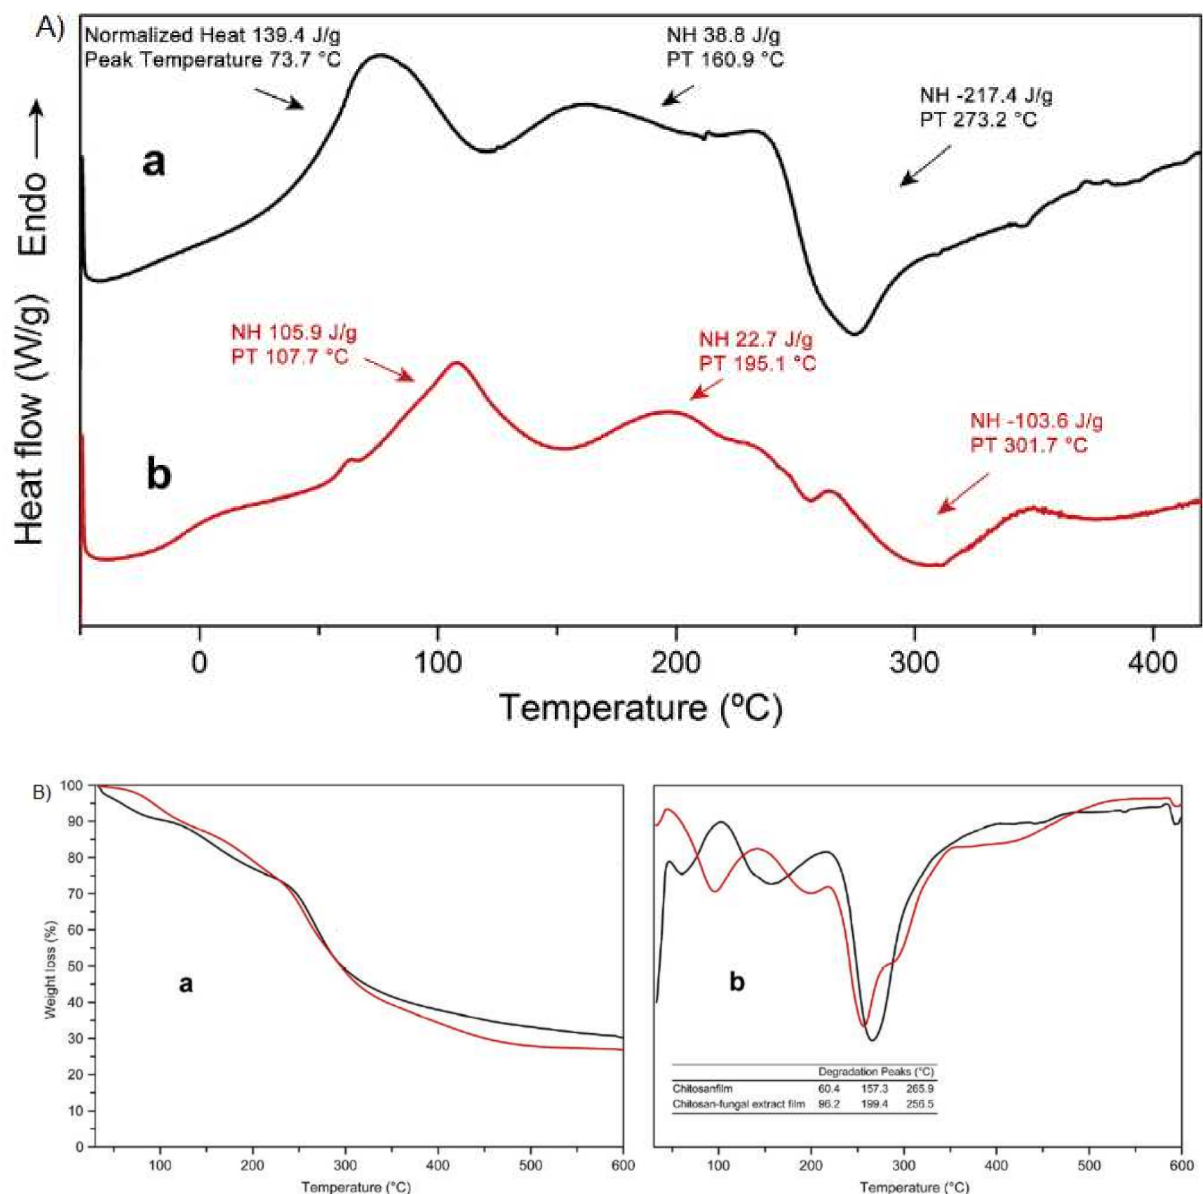 A)
Normalized Heat 139.4 J/g
Peak Temperature 73.7 °C
NH 38.8 J/g
PT 160.9 °C
NH -217.4 J/g
PT 273.2 °C
a
Heat flow (W/g) Endo
NH 105.9 J/g
PT 107.7 °C
NH 22.7 J/g
PT 195.1 °C
NH -103.6 J/g
PT 301.7 °C
b
0 100 200 300 400
Temperature (ºC)
B)
100
90
80
70
60
50
40
30
20
10
0
Weight loss (%)
a
100 200 300 400 500 600
Temperature (°C)
b
Degradation Peaks (°C)
Chitosanfilm 60.4 157.3 265.9
Chitosan-fungal extract film 96.2 199.4 256.5
100 200 300 400 500 600
Temperature (°C)